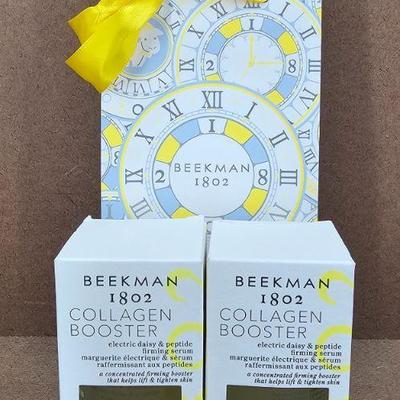 BEEKMAN
1802
BEEKMAN
1802
COLLAGEN
BOOSTER
electric daisy & peptide
firming serum
marguerite électrique & sérum
raffermissant aux peptides
a concentrated firming booster
that helps lift & tighten skin
BEEKMAN
1802
COLLAGEN
BOOSTER
electric daisy & peptide
firming serum
marguerite électrique & sérum
raffermissant aux peptides
a concentrated firming booster
that helps lift & tighten skin